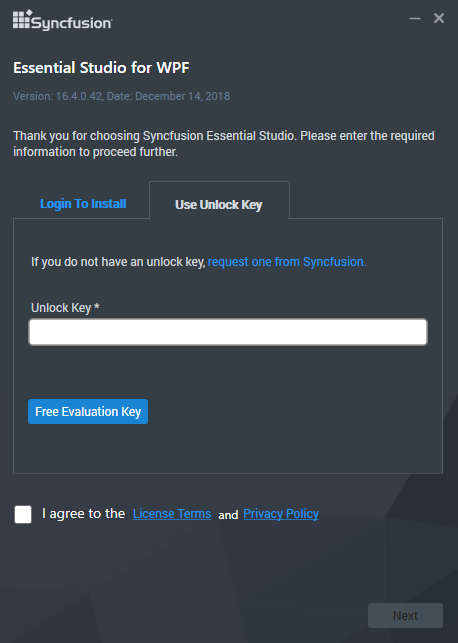 Syncfusion
Essential Studio for WPF
Version: 16.4.0.42, Date: December 14, 2018
Thank you for choosing Syncfusion Essential Studio. Please enter the required
information to proceed further.
Login To Install
Use Unlock Key
If you do not have an unlock key, request one from Syncfusion.
Unlock Key *
Free Evaluation Key
I agree to the License Terms and Privacy Policy
Next